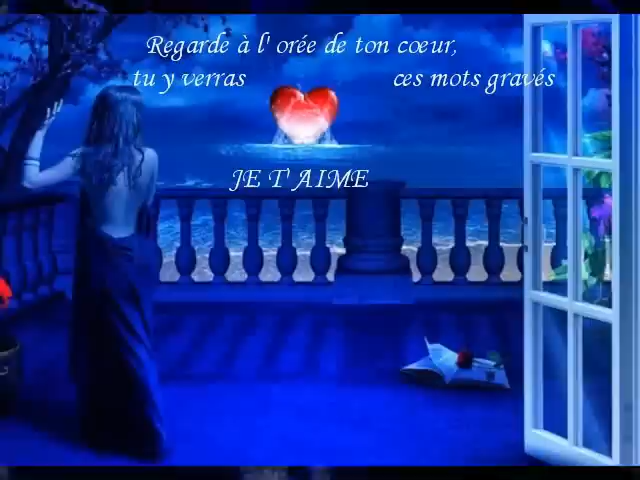 Regarde à l' orée de ton cœur,
tu y verras ces mots gravés
JE T' AIME